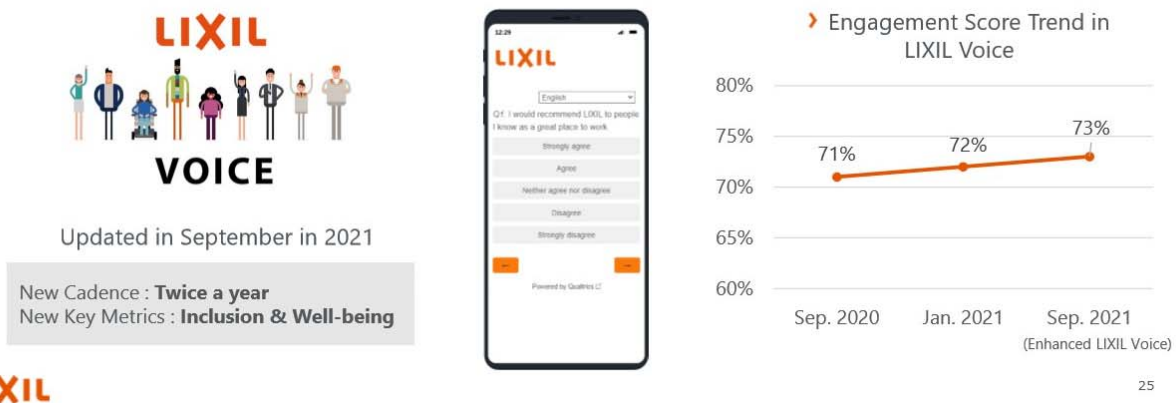 LIXIL
VOICE
Updated in September in 2021
New Cadence : Twice a year
New Key Metrics : Inclusion & Well-being
12:29
LIXIL
English
Q1. I would recommend LIXIL to people
I know as a great place to work
Strongly agree
Agree
Neither agree nor disagree
Disagree
Strongly disagree
Powered by Qualtrics
Engagement Score Trend in
LIXIL Voice
80%
75%
70%
65%
60%
71%
72%
73%
Sep. 2020
Jan. 2021
Sep. 2021
(Enhanced LIXIL Voice)
XIL
25